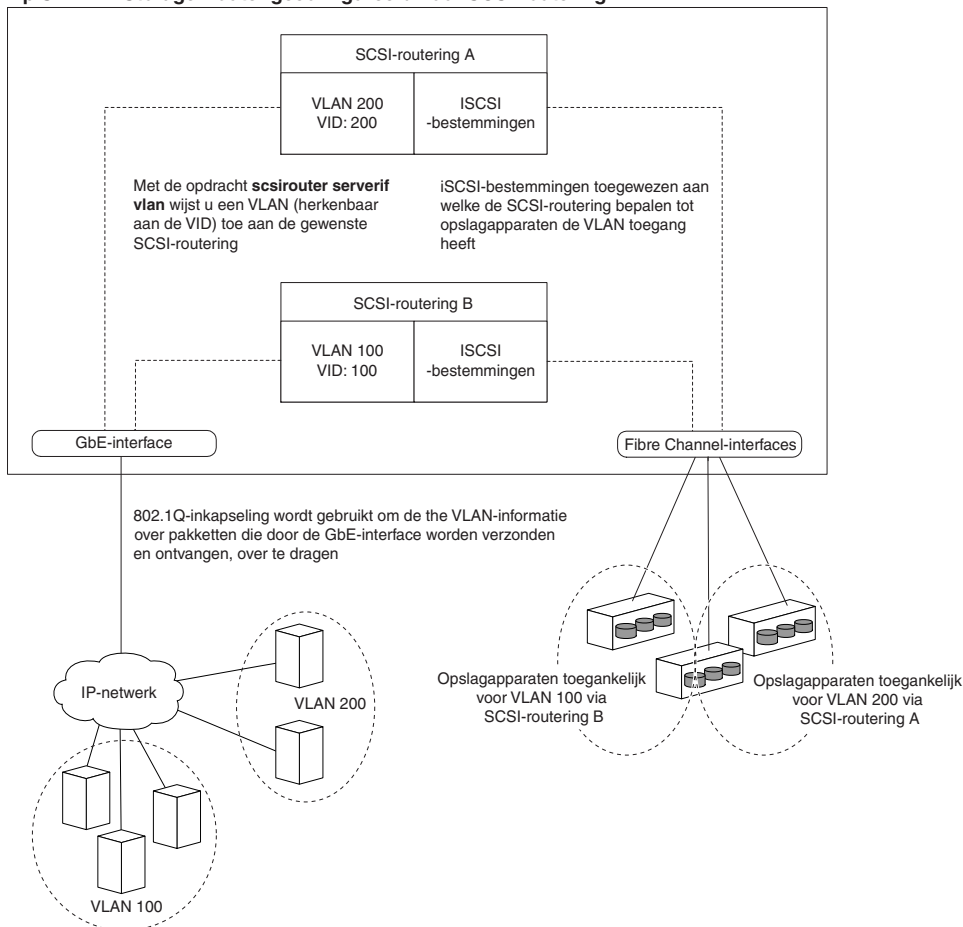 SCSI-routering A
VLAN 200
VID: 200
ISCSI
-bestemmingen
Met de opdracht scsirouter serverif
vlan wijst u een VLAN (herkenbaar
aan de VID) toe aan de gewenste
SCSI-routering
iSCSI-bestemmingen toegewezen aan
welke de SCSI-routering bepalen tot
opslagapparaten de VLAN toegang
heeft
SCSI-routering B
VLAN 100
VID: 100
ISCSI
-bestemmingen
GbE-interface
Fibre Channel-interfaces
802.1Q-inkapseling wordt gebruikt om de the VLAN-informatie
over pakketten die door de GbE-interface worden verzonden
en ontvangen, over te dragen
IP-netwerk
VLAN 200
Opslagapparaten toegankelijk
voor VLAN 100 via
SCSI-routering B
Opslagapparaten toegankelijk
voor VLAN 200 via
SCSI-routering A
VLAN 100